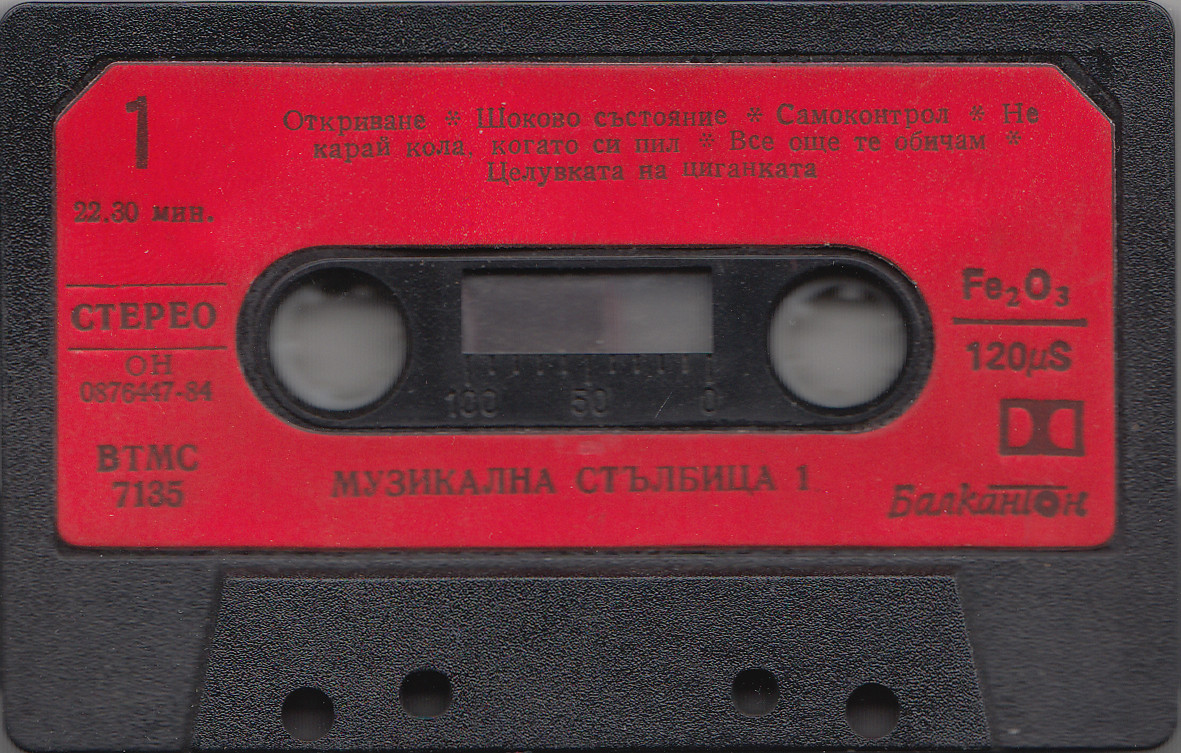 1
Откриване * Шоково състояние * Самоконтрол * Не
карай кола, когато си пил * Все още те обичам *
Целувката на циганката
22.30 мин.
СТЕРЕО
ОН
0876447-84
ВТМС
7135
100 50 0
Fe₂O₃
120µS
МУЗИКАЛНА СТЪЛБИЦА 1
Балкантон